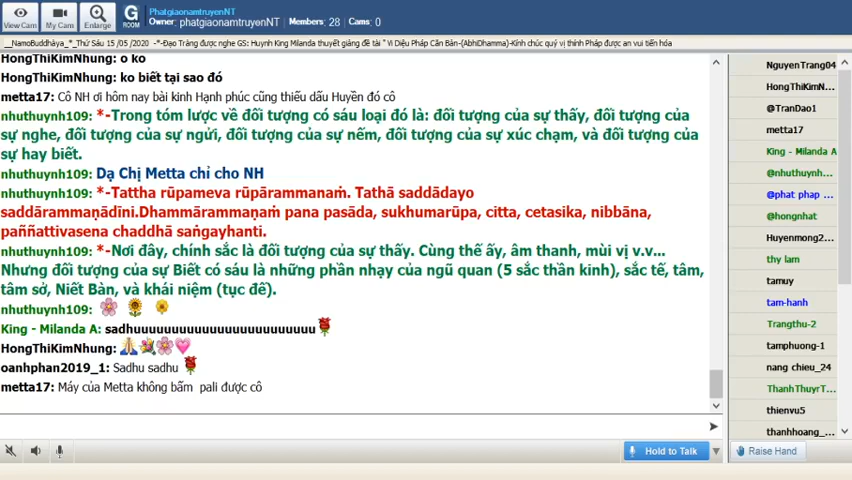 View Cam
My Cam
Enlarge
G
ROOM
PhatgiaonamtruyenNT
Owner: phatgiaonamtruyenNT Members: 28 Cams: 0
__NamoBuddhàya_*_Thứ Sáu 15 /05 /2020 -*-Đạo Tràng được nghe GS: Huynh King Milanda thuyết giảng đề tài " Vi Diệu Pháp Căn Bản-(AbhiDhamma)-Kính chúc quý vị thính Pháp được an vui tiến hóa
HongThiKimNhung: o ko
HongThiKimNhung: ko biết tại sao đó
metta17: Cô NH ơi hôm nay bài kinh Hạnh phúc cũng thiếu dấu Huyền đó cô
nhuthuynh109: *-Trong tóm lược về đối tượng có sáu loại đó là: đối tượng của sự thấy, đối tượng của
sự nghe, đối tượng của sự ngửi, đối tượng của sự nếm, đối tượng của sự xúc chạm, và đối tượng của
sự hay biết.
nhuthuynh109: Dạ Chị Metta chỉ cho NH
nhuthuynh109: *-Tattha rūpameva rūpārammanaṁ. Tathā saddādayo
saddārammaṇādīni.Dhammārammaṇaṁ pana pasāda, sukhumarūpa, citta, cetasika, nibbāna,
paññattivasena chaddhā saṅgayhanti.
nhuthuynh109: *-Nơi đây, chính sắc là đối tượng của sự thấy. Cùng thế ấy, âm thanh, mùi vị v.v...
Nhưng đối tượng của sự Biết có sáu là những phần nhạy của ngũ quan (5 sắc thần kinh), sắc tế, tâm,
tâm sở, Niết Bàn, và khái niệm (tục đế).
nhuthuynh109:
King - Milanda A: sadhuuuuuuuuuuuuuuuuuuuuuuuu
HongThiKimNhung:
oanhphan2019_1: Sadhu sadhu
metta17: Máy của Metta không bấm pali được cô
Hold to Talk
NguyenTrang04
HongThiKimN...
@TranDao1
metta17
King - Milanda A
@nhuthuynh...
@phat phap ...
@hongnhat
Huyenmong2...
thy lam
tamuy
tam-hanh
Trangthu-2
tamphuong-1
nang chieu_24
ThanhThuyrT...
thienvu5
thanhhoang_...
Raise Hand